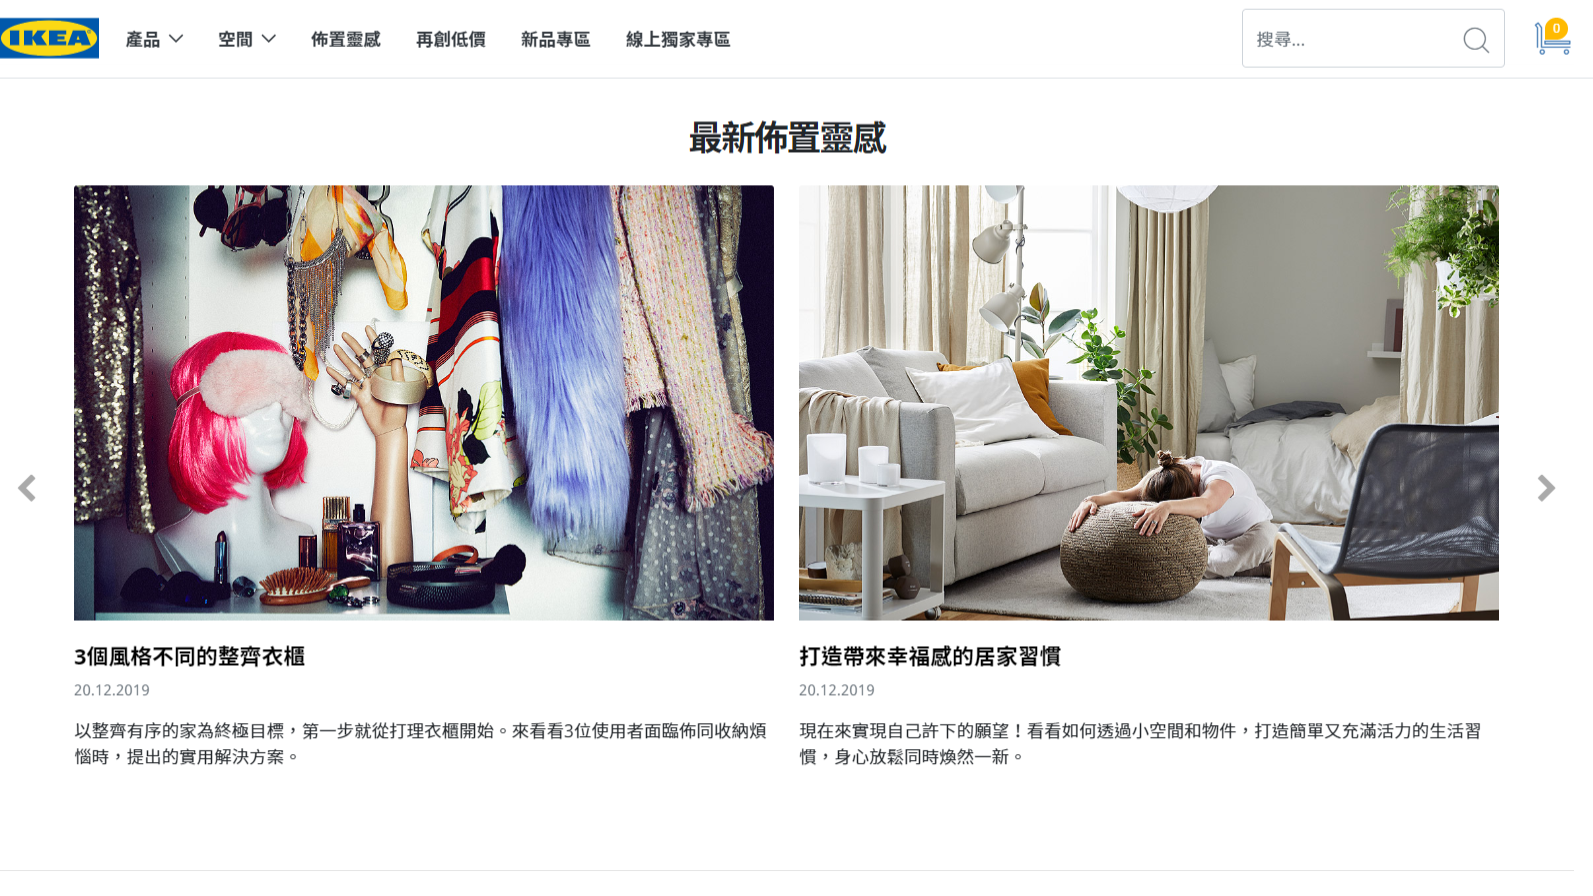 IKEA 產品 空間 佈置靈感 再創低價 新品專區 線上獨家專區 搜尋... 0
最新佈置靈感
3個風格不同的整齊衣櫃
20.12.2019
以整齊有序的家為終極目標，第一步就從打理衣櫃開始。來看看3位使用者面臨佈同收納煩
惱時，提出的實用解決方案。
打造帶來幸福感的居家習慣
20.12.2019
現在來實現自己許下的願望！看看如何透過小空間和物件，打造簡單又充滿活力的生活習
慣，身心放鬆同時煥然一新。